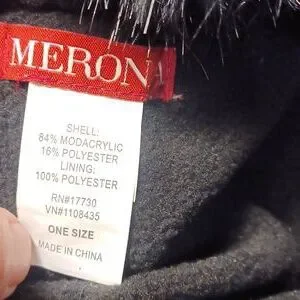 MERONA
SHELL:
84% MODACRYLIC
16% POLYESTER
LINING:
100% POLYESTER
RN#17730
VN#1108435
ONE SIZE
MADE IN CHINA